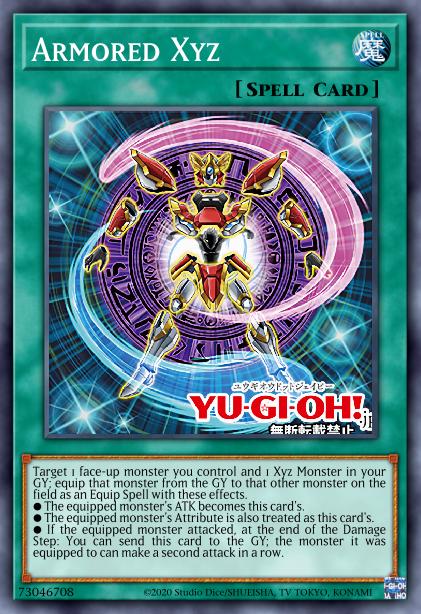 ARMORED XYZ
SPELL
魔
[SPELL CARD]
ユウギオウドットジェイピー
YU-GI-OH!
無断転載禁止
Target 1 face-up monster you control and 1 Xyz Monster in your
GY; equip that monster from the GY to that other monster on the
field as an Equip Spell with these effects.
● The equipped monster's ATK becomes this card's.
● The equipped monster's Attribute is also treated as this card's.
● If the equipped monster attacked, at the end of the Damage
Step: You can send this card to the GY; the monster it was
equipped to can make a second attack in a row.
73046708
©2020 Studio Dice/SHUEISHA, TV TOKYO, KONAMI